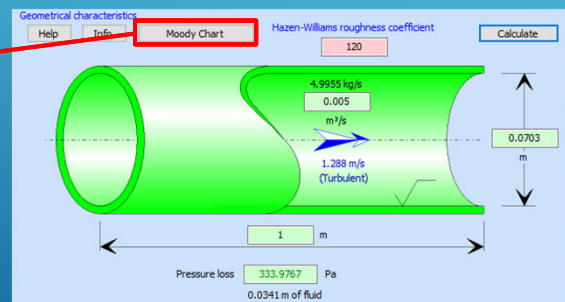 Geometrical characteristics
Help
Info
Moody Chart
Hazen-Williams roughness coefficient
120
Calculate
4.9955 kg/s
0.005
m³/s
1.288 m/s
(Turbulent)
0.0703
m
1 m
Pressure loss 333.9767 Pa
0.0341 m of fluid